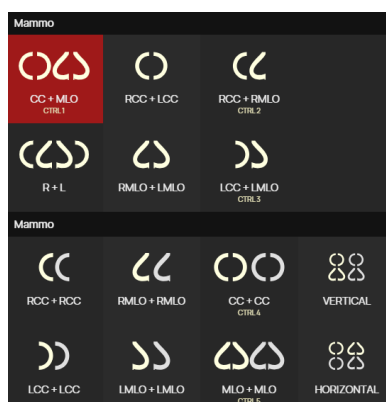 Mammo
CC + MLO
CTRL1
RCC + LCC
RCC + RMLO
CTRL2
R + L
RMLO + LMLO
LCC + LMLO
CTRL3
Mammo
RCC + RCC
RMLO + RMLO
CC + CC
CTRL4
VERTICAL
LCC + LCC
LMLO + LMLO
MLO + MLO
CTRL5
HORIZONTAL